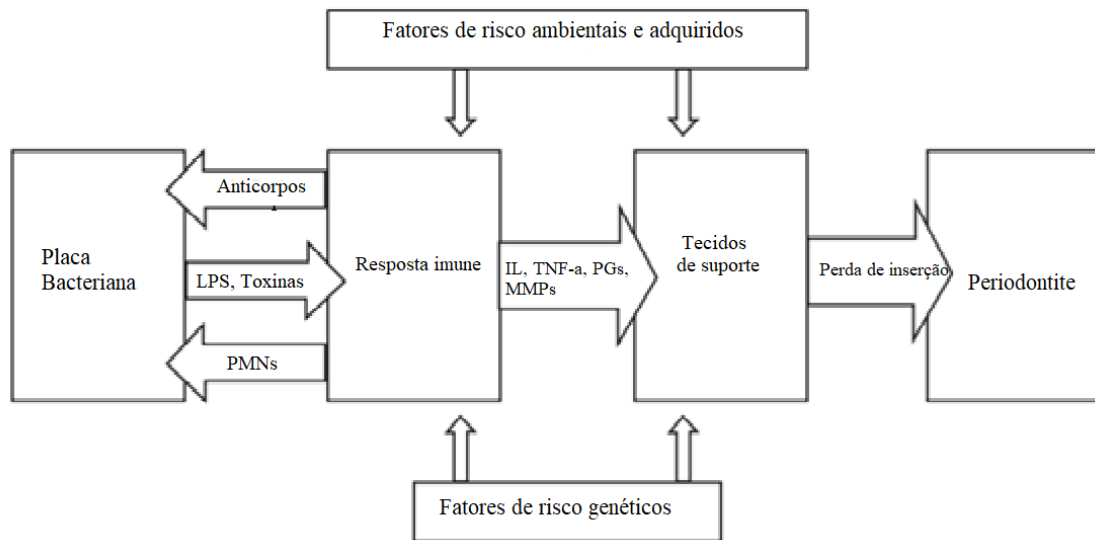 Fatores de risco ambientais e adquiridos
Placa
Bacteriana
Anticorpos
LPS, Toxinas
PMNs
Resposta imune
IL, TNF-a, PGs,
MMPs
Tecidos
de suporte
Perda de inserção
Periodontite
Fatores de risco genéticos